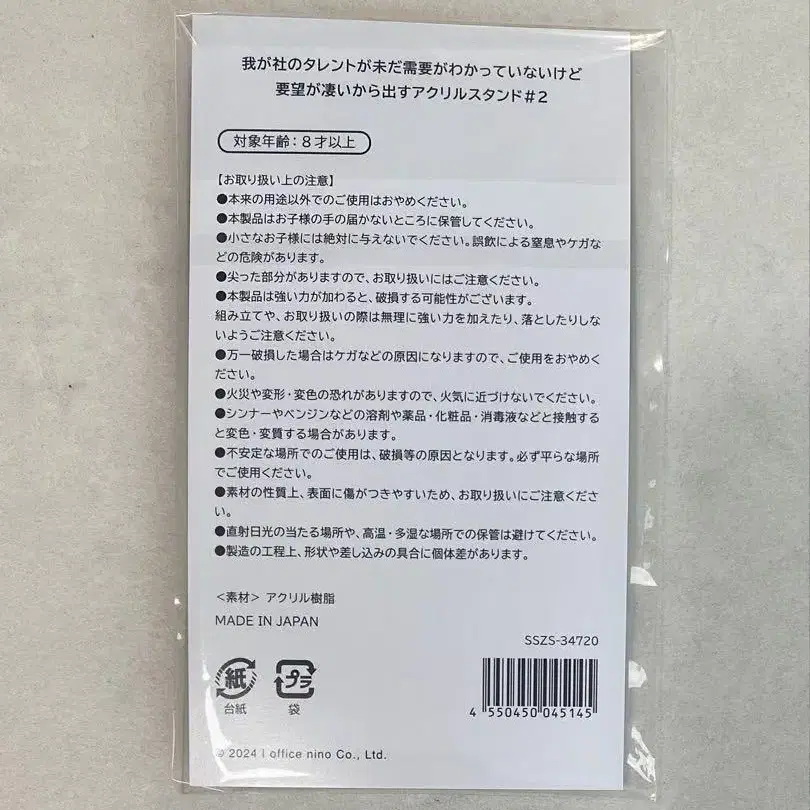 我が社のタレントが未だ需要がわかっていないけど
要望が凄いから出すアクリルスタンド#2
対象年齢：8才以上
【お取り扱い上の注意】
●本来の用途以外でのご使用はおやめください。
●本製品はお子様の手の届かないところに保管してください。
●小さなお子様には絶対に与えないでください。誤飲による窒息やケガな
どの危険があります。
●尖った部分がありますので、お取り扱いにはご注意ください。
●本製品は強い力が加わると、破損する可能性がございます。
組み立てや、お取り扱いの際は無理に強い力を加えたり、落としたりしな
いようご注意ください。
●万一破損した場合はケガなどの原因になりますので、ご使用をおやめく
ださい。
●火災や変形・変色の恐れがありますので、火気に近づけないでください。
●シンナーやベンジンなどの溶剤や薬品・化粧品・消毒液などと接触する
と変色・変質する場合があります。
●不安定な場所でのご使用は、破損等の原因となります。必ず平らな場所
でご使用ください。
●素材の性質上、表面に傷がつきやすいため、お取り扱いにご注意くださ
い。
●直射日光の当たる場所や、高温・多湿な場所での保管は避けてください。
●製造の工程上、形状や差し込みの具合に個体差があります。
＜素材＞ アクリル樹脂
MADE IN JAPAN
SSZS-34720
紙
プラ
台紙
袋
4 550450 045145
© 2024 I office nino Co., Ltd.